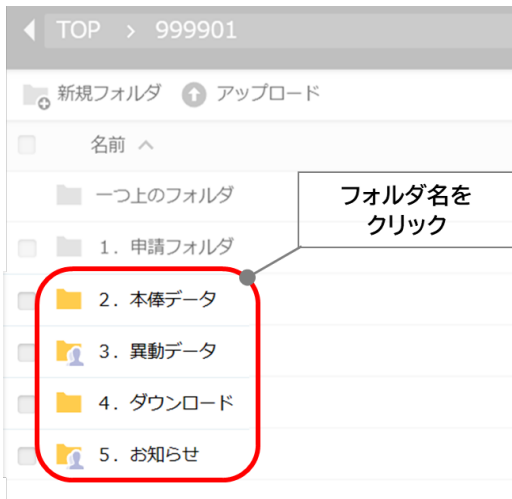 TOP > 999901
新規フォルダ アップロード
名前
一つ上のフォルダ
フォルダ名を
クリック
1．申請フォルダ
2．本俸データ
3．異動データ
4．ダウンロード
5．お知らせ